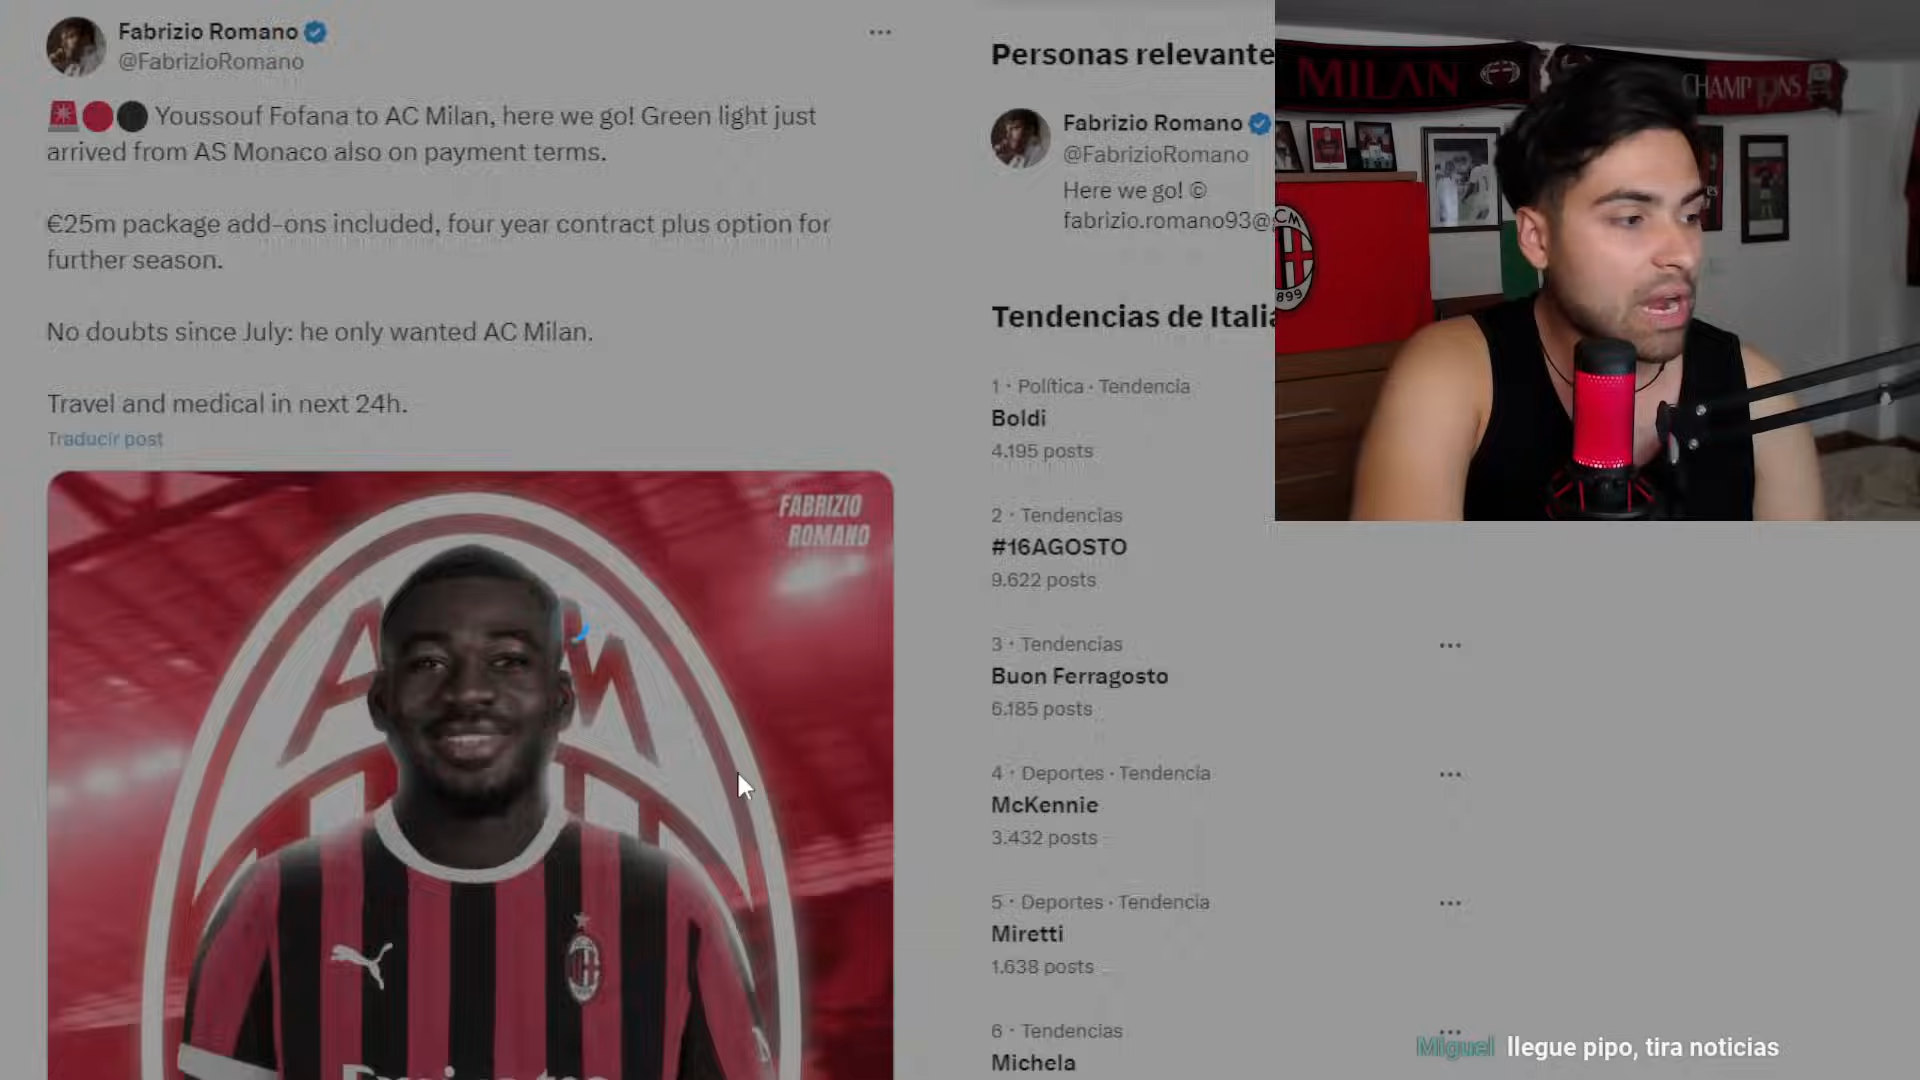 Fabrizio Romano
@FabrizioRomano
Youssouf Fofana to AC Milan, here we go! Green light just
arrived from AS Monaco also on payment terms.
€25m package add-ons included, four year contract plus option for
further season.
No doubts since July: he only wanted AC Milan.
Travel and medical in next 24h.
Traducir post
FABRIZIO
ROMANO
Personas relevante
Fabrizio Romano
@FabrizioRomano
Here we go! ©
fabrizio.romano93@
Tendencias de Italia
1 · Política · Tendencia
Boldi
4.195 posts
2 · Tendencias
#16AGOSTO
9.622 posts
3 · Tendencias
Buon Ferragosto
6.185 posts
4 · Deportes · Tendencia
McKennie
3.432 posts
5 · Deportes · Tendencia
Miretti
1.638 posts
6 · Tendencias
Michela
MILAN
CHAMP19NS
CM
899
Miguel llegue pipo, tira noticias